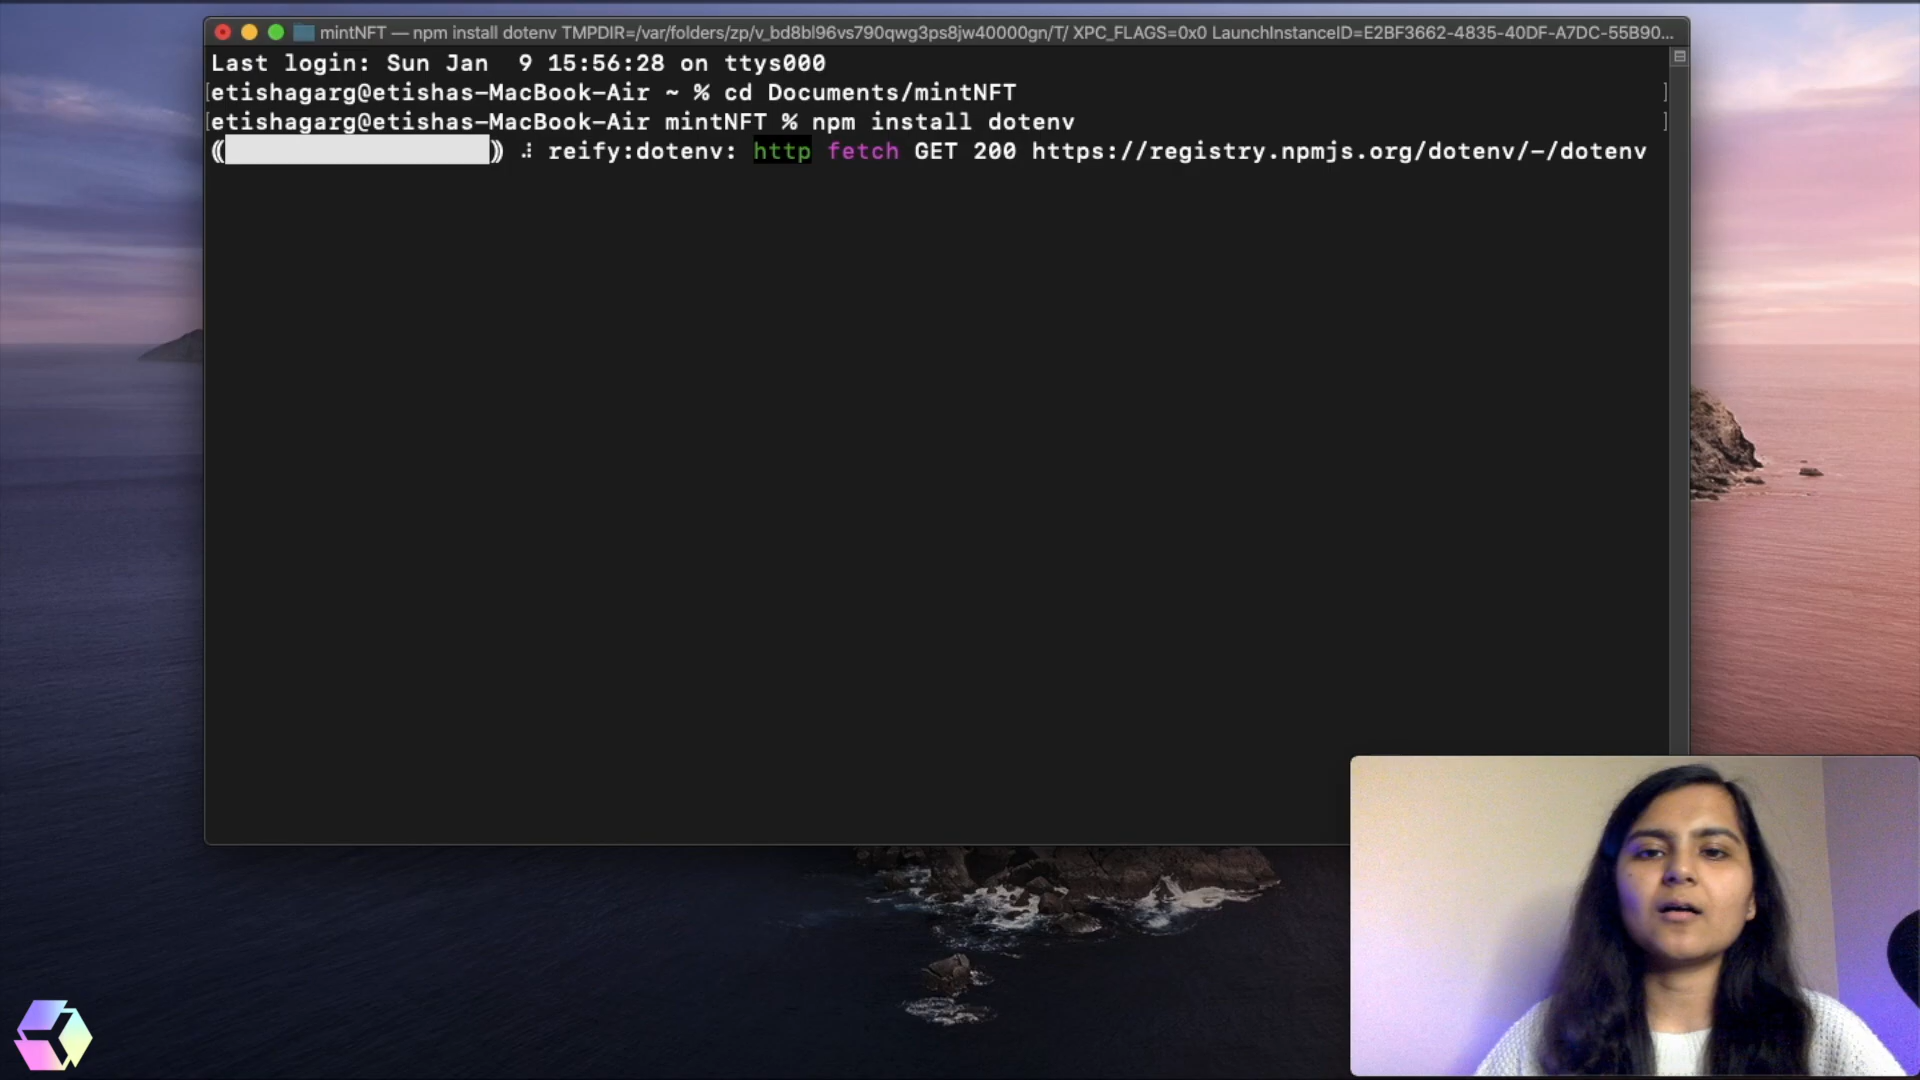 mintNFT — npm install dotenv TMPDIR=/var/folders/zp/v_bd8bl96vs790qwg3ps8jw40000gn/T/ XPC_FLAGS=0x0 LaunchInstanceID=E2BF3662-4835-40DF-A7DC-55B90...
Last login: Sun Jan  9 15:56:28 on ttys000
[etishagarg@etishas-MacBook-Air ~ % cd Documents/mintNFT ]
[etishagarg@etishas-MacBook-Air mintNFT % npm install dotenv ]
(( )) ⠼ reify:dotenv: http fetch GET 200 https://registry.npmjs.org/dotenv/-/dotenv